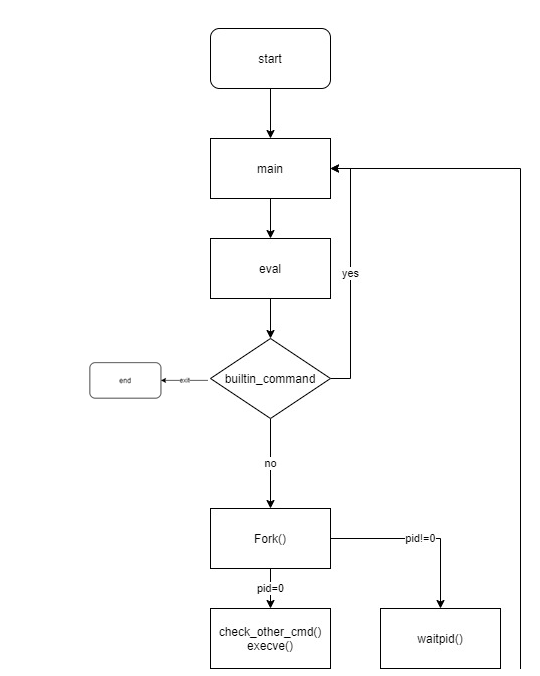 start
main
eval
yes
builtin_command
exit
end
no
Fork()
pid!=0
pid=0
check_other_cmd()
execve()
waitpid()